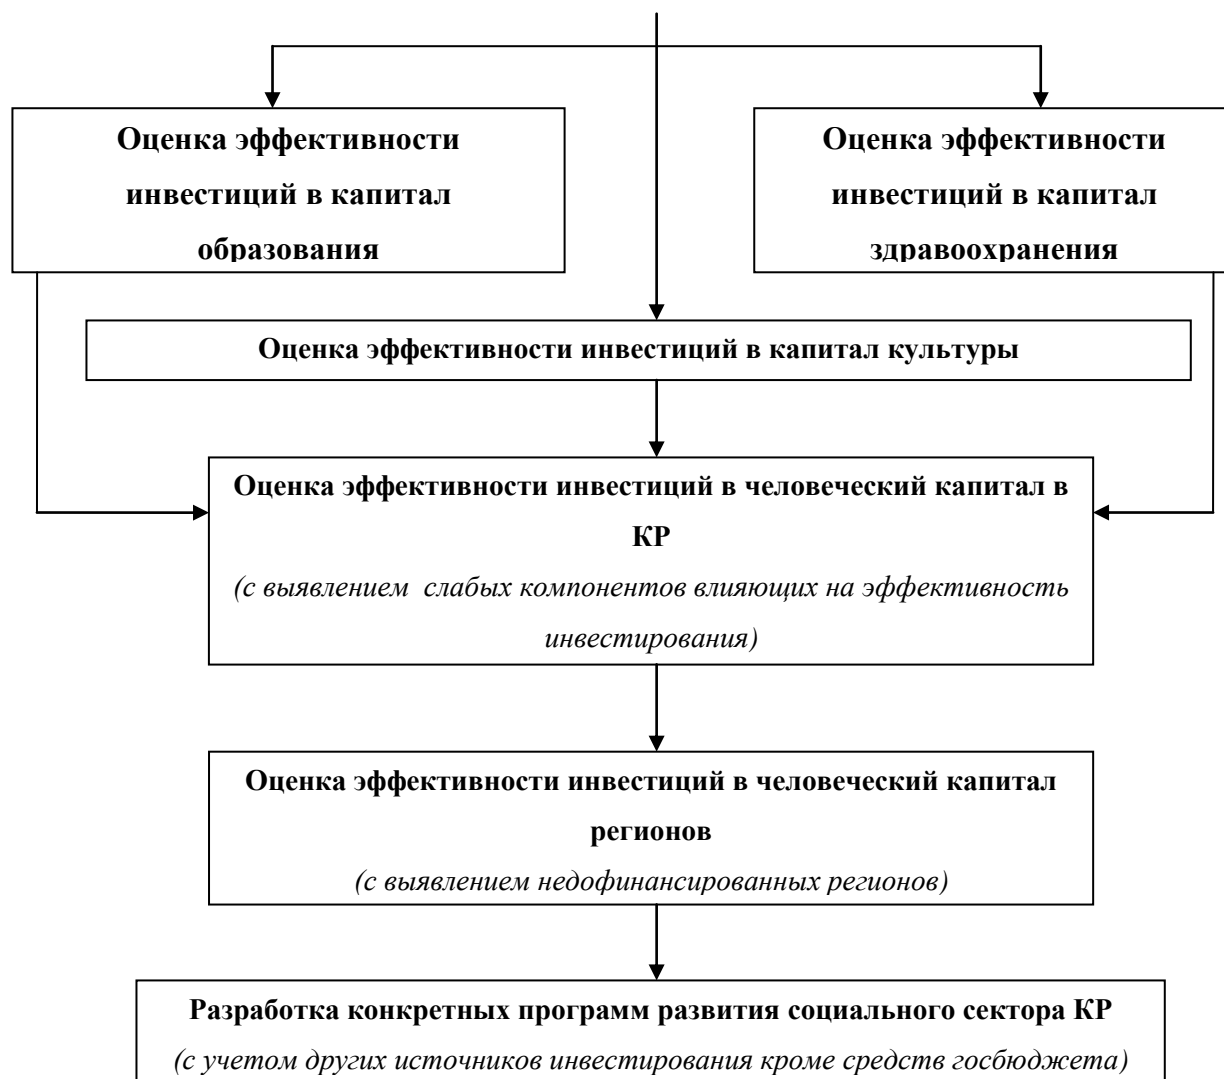 Оценка эффективности
инвестиций в капитал
образования
Оценка эффективности
инвестиций в капитал
здравоохранения
Оценка эффективности инвестиций в капитал культуры
Оценка эффективности инвестиций в человеческий капитал в
КР
(с выявлением  слабых компонентов влияющих на эффективность
инвестирования)
Оценка эффективности инвестиций в человеческий капитал
регионов
(с выявлением недофинансированных регионов)
Разработка конкретных программ развития социального сектора КР
(с учетом других источников инвестирования кроме средств госбюджета)